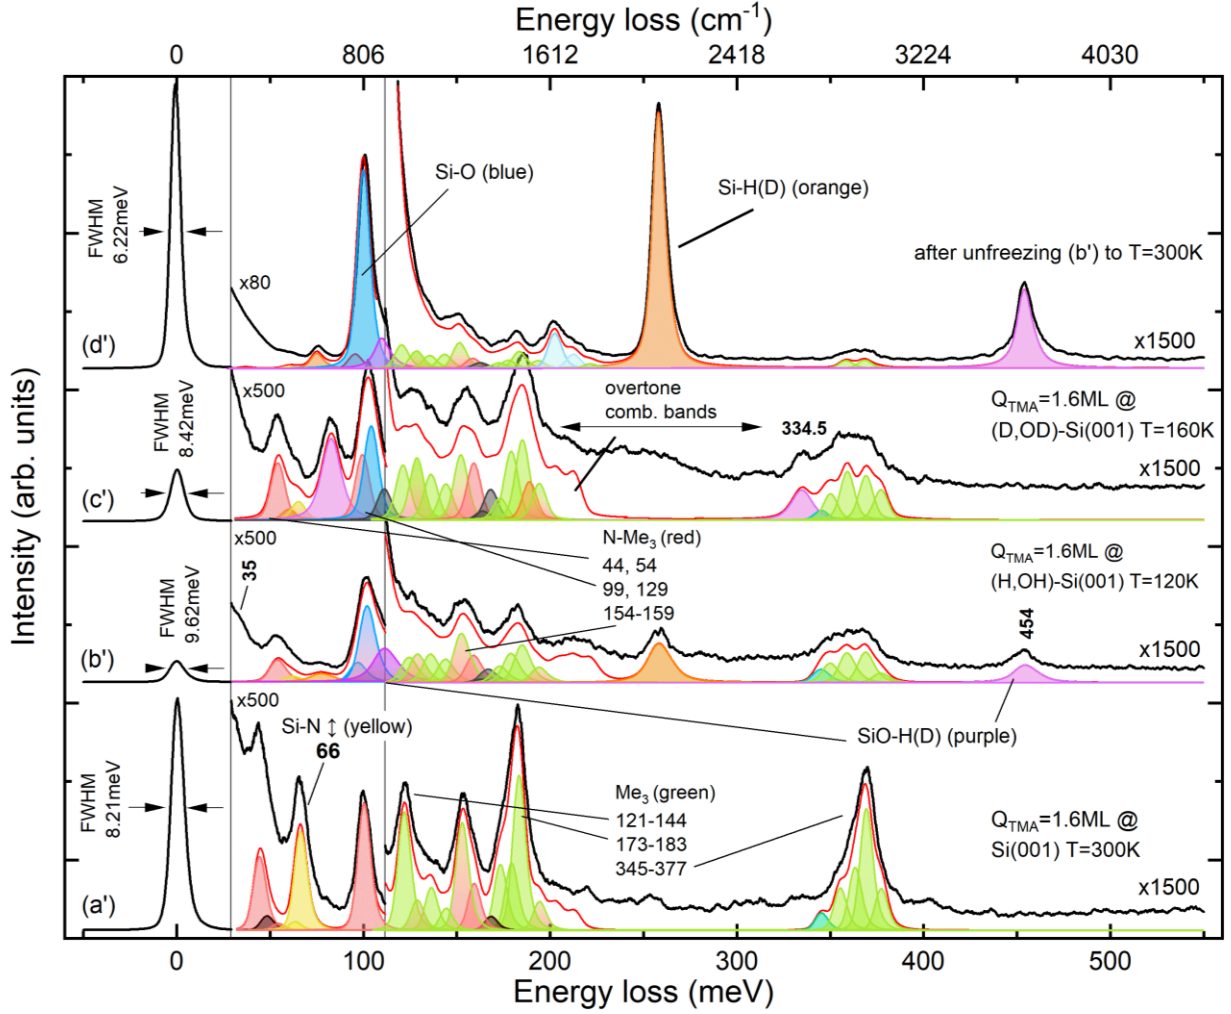 Energy loss (cm-1)
0 806 1612 2418 3224 4030
Si-O (blue)
Si-H(D) (orange)
FWHM
6.22meV
after unfreezing (b') to T=300K
x80
(d')
x1500
x500
overtone
comb. bands
334.5
QTMA=1.6ML @
(D,OD)-Si(001) T=160K
FWHM
8.42meV
x1500
(c')
x500
35
N-Me3 (red)
44, 54
99, 129
154-159
QTMA=1.6ML @
(H,OH)-Si(001) T=120K
454
FWHM
9.62meV
x1500
(b')
x500
Si-N ↕ (yellow)
66
SiO-H(D) (purple)
FWHM
8.21meV
Me3 (green)
121-144
173-183
345-377
QTMA=1.6ML @
Si(001) T=300K
x1500
(a')
Intensity (arb. units)
0 100 200 300 400 500
Energy loss (meV)